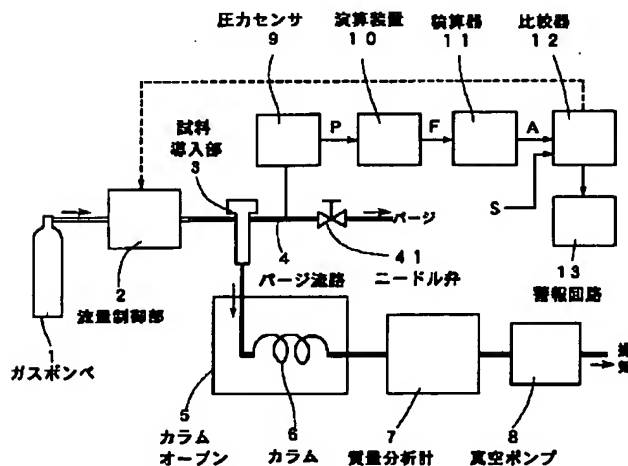 圧力センサ 演算装置 積算器 比較器
9 10 11 12
試料
導入部
3
P F A
S
パージ
4
41
ニードル弁
パージ流路
13
警報回路
2
流量制御部
1
ガスボンベ
5
カラム
オーブン
6
カラム
7
質量分析計
8
真空ポンプ